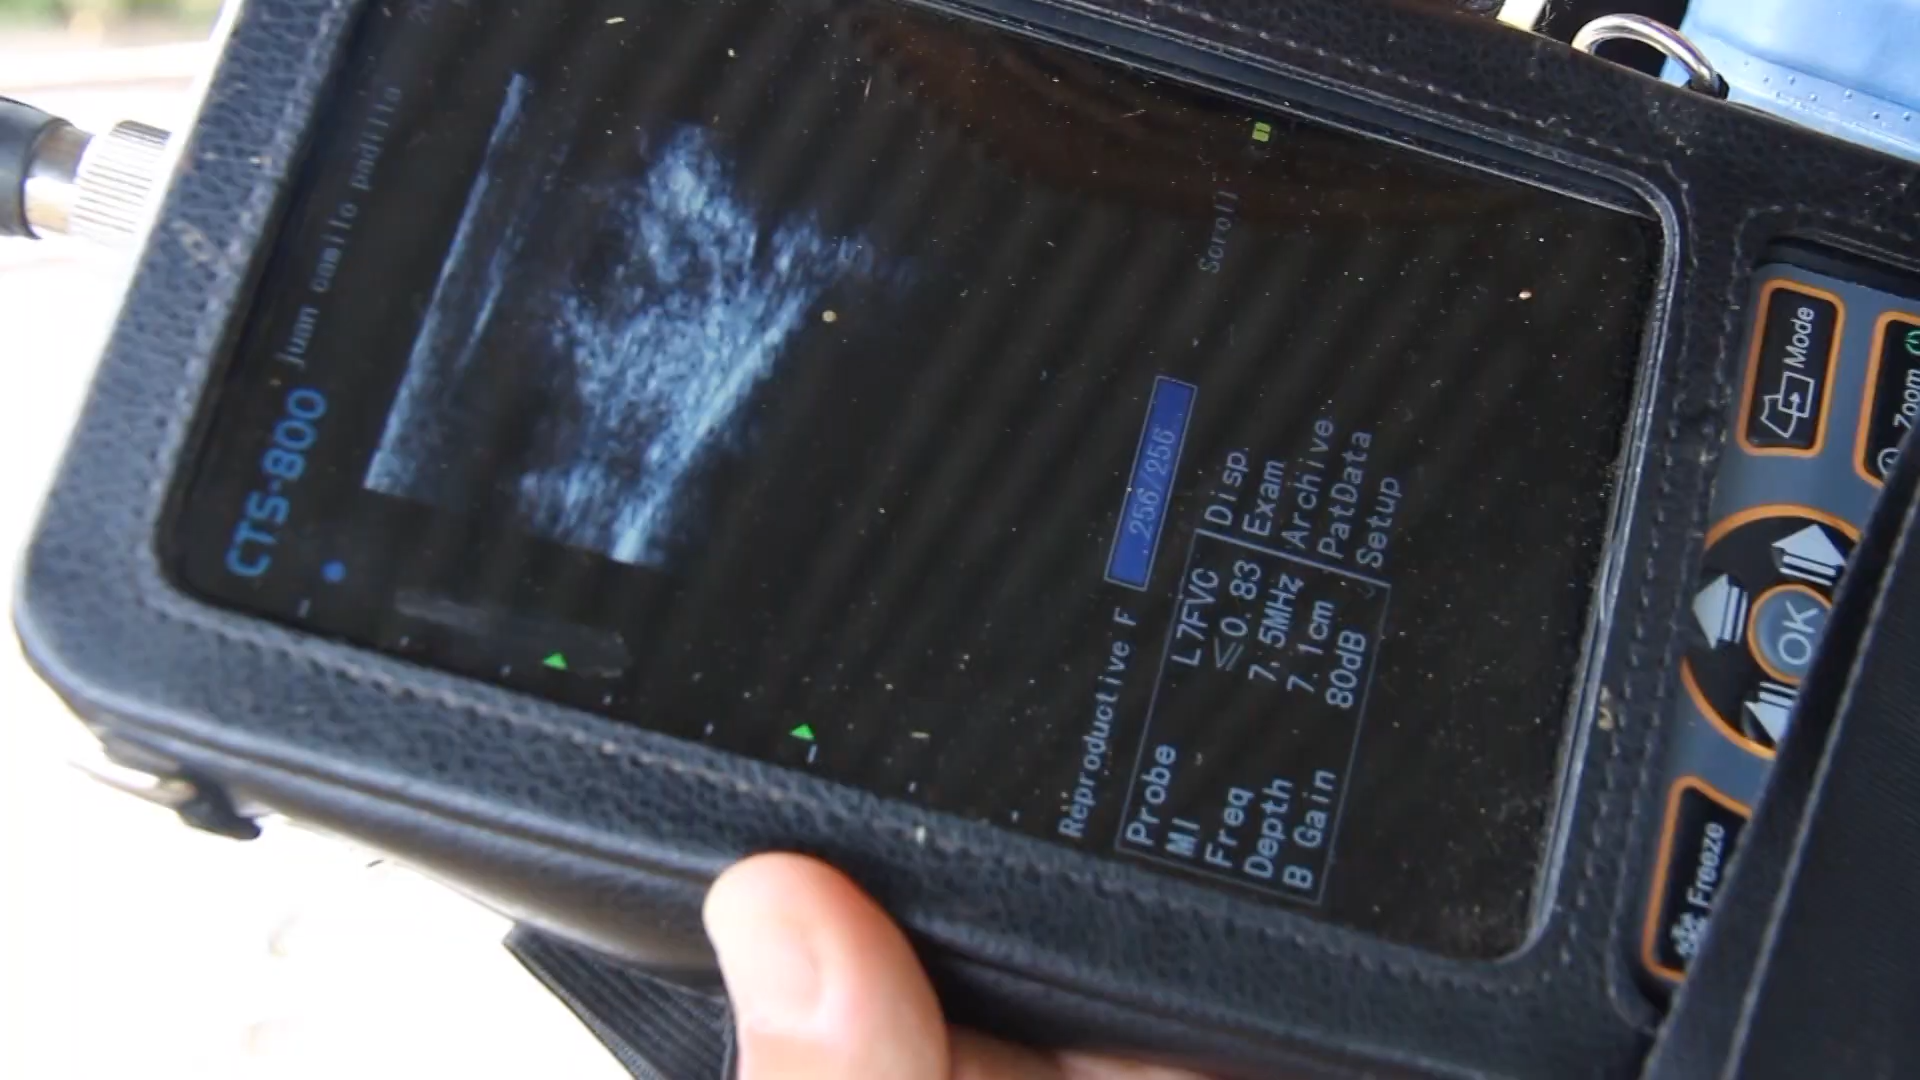 CTS-800
juan camilo padilla
Reproductive F
256/256
Scroll
Probe L7FVC
MI ≤0.83
Freq 7.5MHz
Depth 7.1cm
B Gain 80dB
Disp.
Exam
Archive
PatData
Setup
Mode
Zoom
OK
Freeze